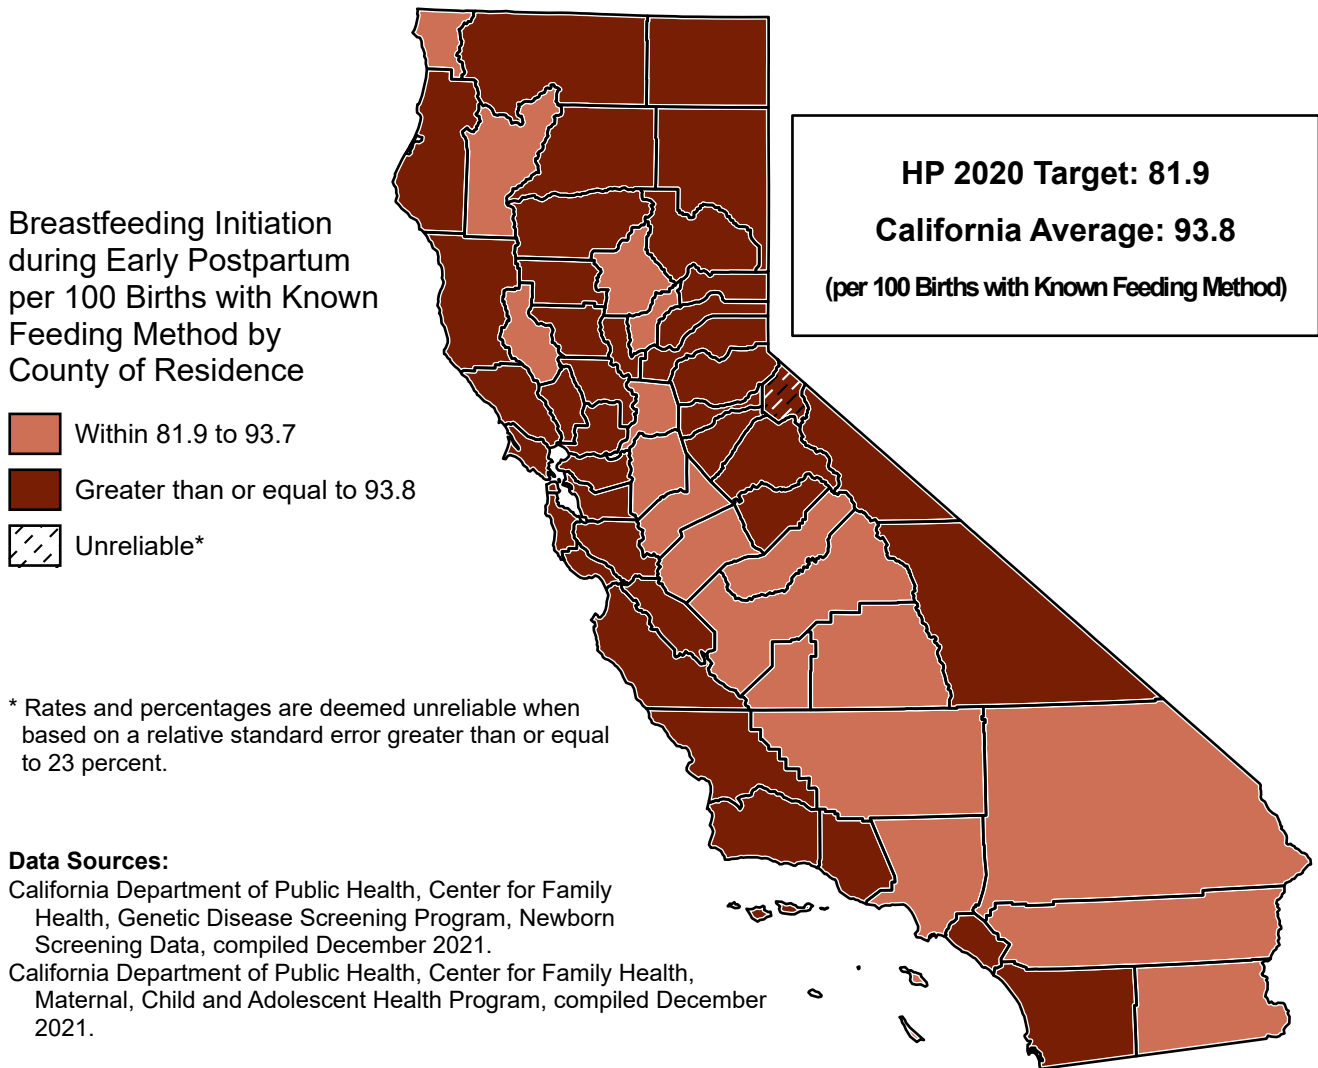 HP 2020 Target: 81.9
California Average: 93.8
(per 100 Births with Known Feeding Method)
Breastfeeding Initiation
during Early Postpartum
per 100 Births with Known
Feeding Method by
County of Residence
Within 81.9 to 93.7
Greater than or equal to 93.8
Unreliable*
* Rates and percentages are deemed unreliable when
based on a relative standard error greater than or equal
to 23 percent.
Data Sources:
California Department of Public Health, Center for Family
Health, Genetic Disease Screening Program, Newborn
Screening Data, compiled December 2021.
California Department of Public Health, Center for Family Health,
Maternal, Child and Adolescent Health Program, compiled December
2021.